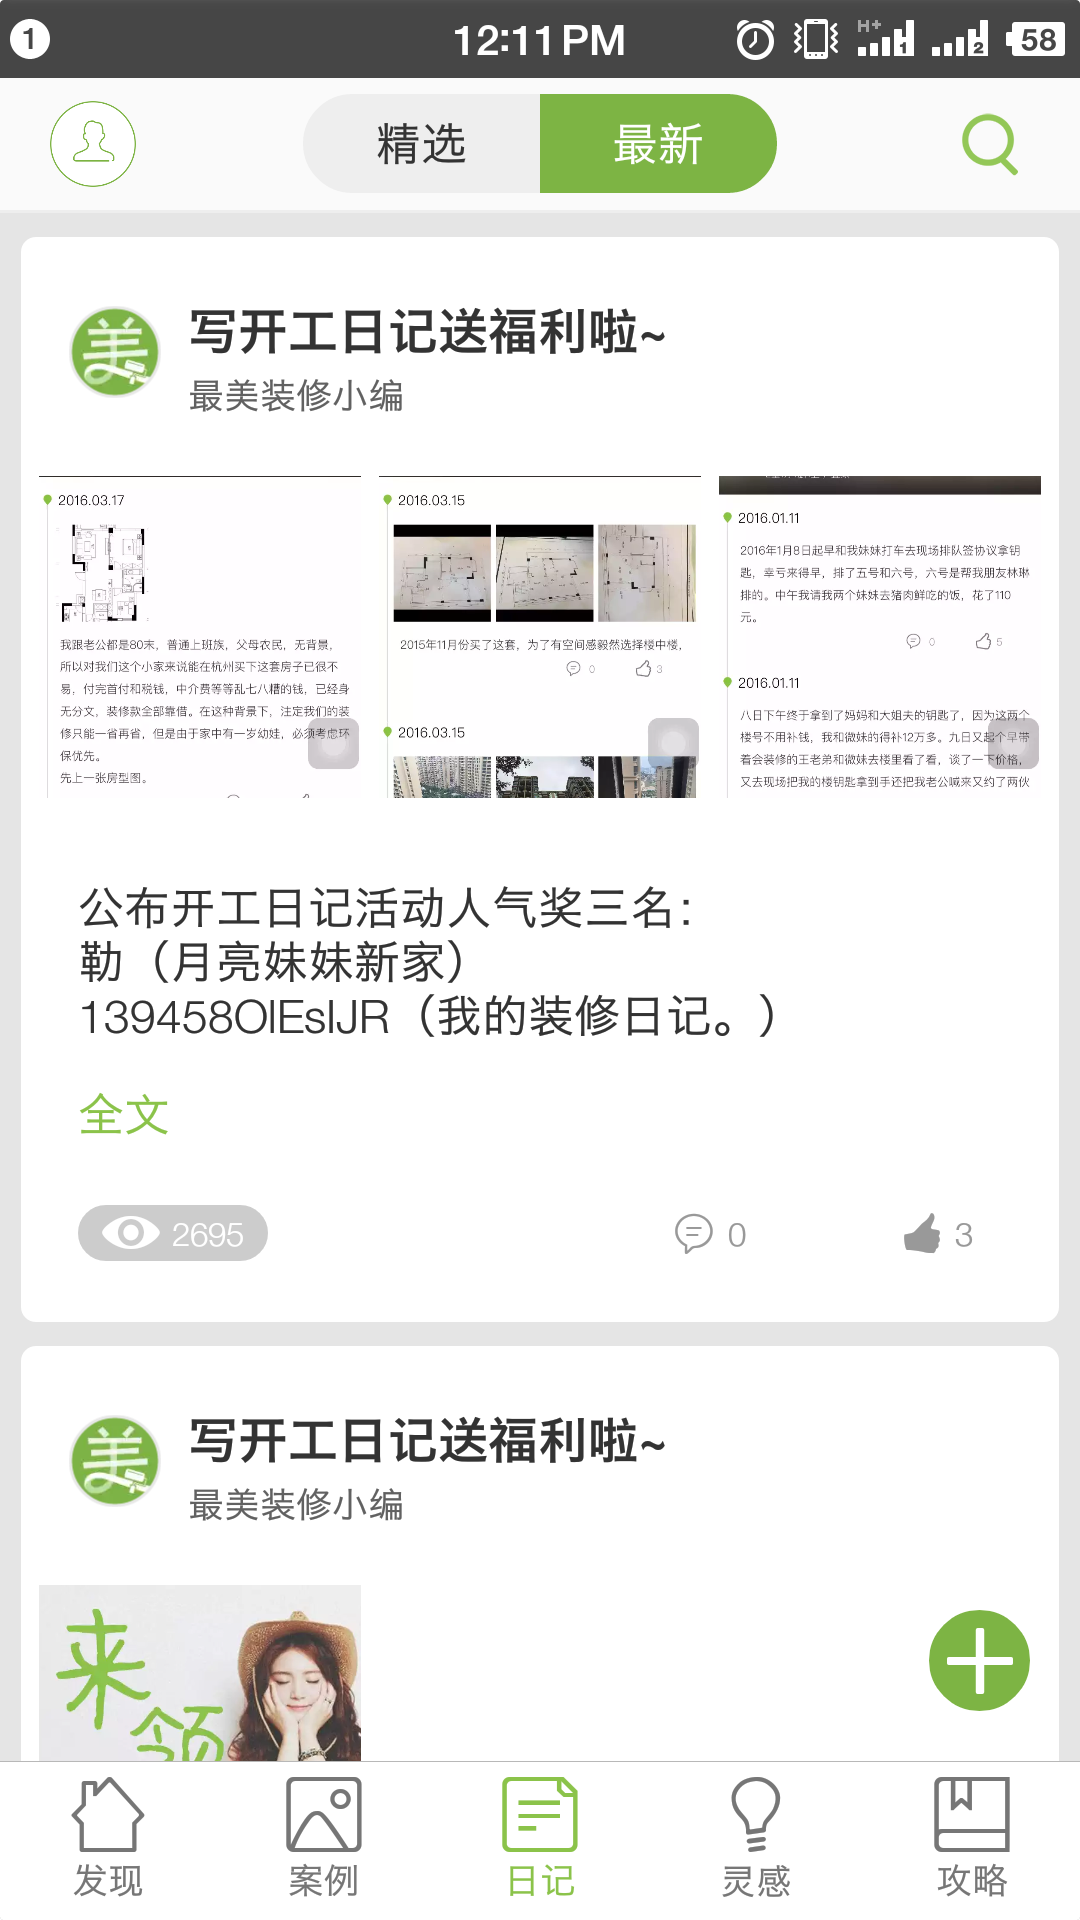 1
12:11 PM
H+
1
2
58
精选
最新
美
写开工日记送福利啦~
最美装修小编
2016.03.17
我跟老公都是80末，普通上班族，父母农民，无背景，
所以对我们这个小家来说能在杭州买下这套房子已很不
易，付完首付和税钱，中介费等等乱七八糟的钱，已经身
无分文，装修款全部靠借。在这种背景下，注定我们的装
修只能一省再省，但是由于家中有一岁幼娃，必须考虑环
保优先。
先上一张房型图。
2016.03.15
2015年11月份买了这套，为了有空间感毅然选择楼中楼，
0
3
2016.03.15
2016.01.11
2016年1月8日起早和我妹妹打车去现场排队签协议拿钥
匙，幸亏来得早，排了五号和六号，六号是帮我朋友林琳
排的。中午我请我两个妹妹去猪肉鲜吃的饭，花了110
元。
0
5
2016.01.11
八日下午终于拿到了妈妈和大姐夫的钥匙了，因为这两个
楼号不用补钱，我和微妹的得补12万多。九日又起个早带
着会装修的王老弟和微妹去楼里看了看，谈了一下价格，
又去现场把我的楼钥匙拿到手还把我老公喊来又约了两伙
公布开工日记活动人气奖三名：
勒（月亮妹妹新家）
139458OIEsIJR（我的装修日记。）
全文
2695
0
3
美
写开工日记送福利啦~
最美装修小编
来
领
发现
案例
日记
灵感
攻略